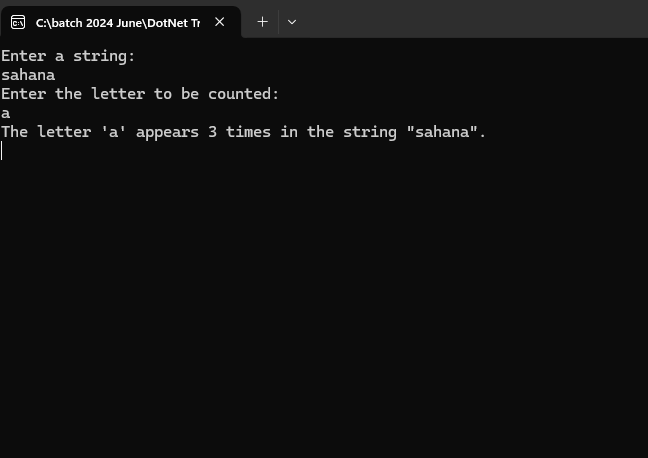 C:\batch 2024 June\DotNet Tr
Enter a string:
sahana
Enter the letter to be counted:
a
The letter 'a' appears 3 times in the string "sahana".